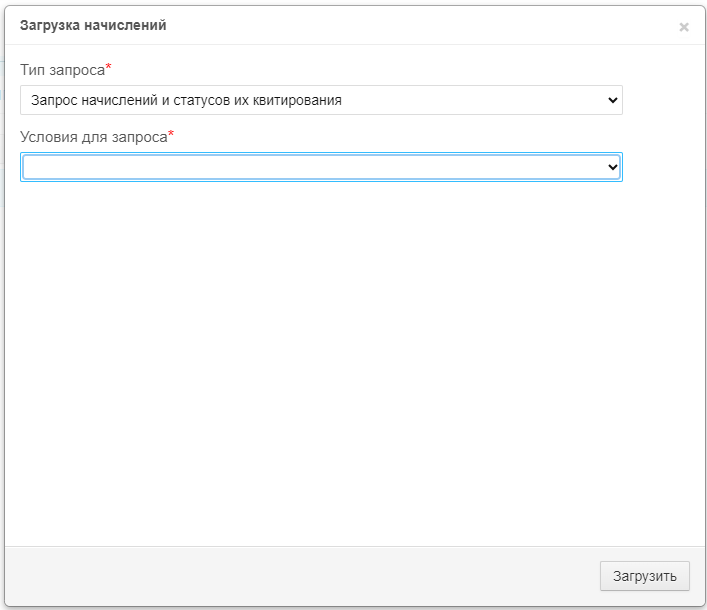 Загрузка начислений
×
Тип запроса*
Запрос начислений и статусов их квитирования
Условия для запроса*
Загрузить